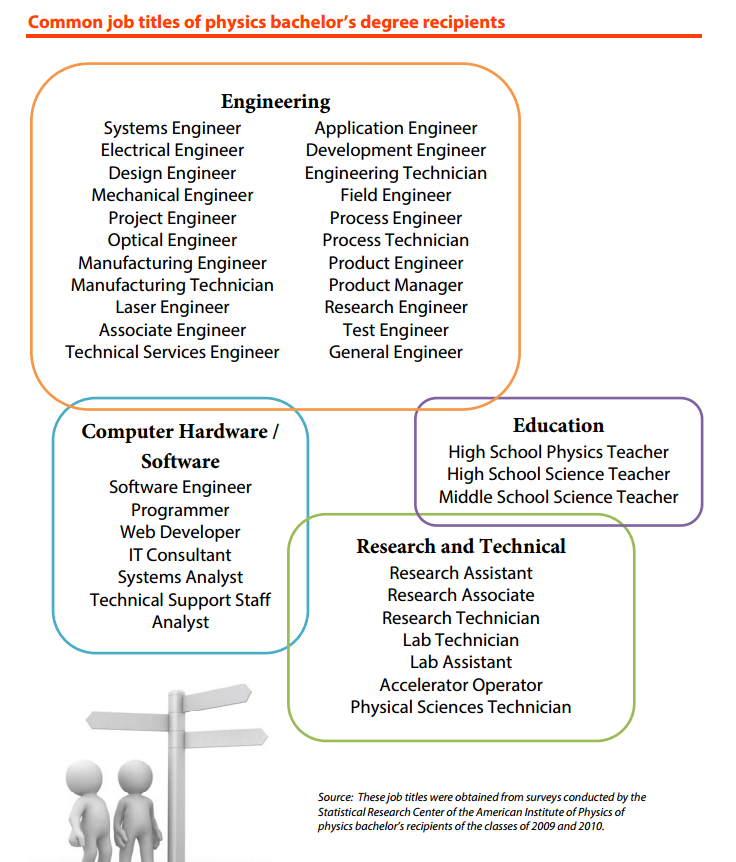 Common job titles of physics bachelor's degree recipients
Engineering
Systems Engineer
Electrical Engineer
Design Engineer
Mechanical Engineer
Project Engineer
Optical Engineer
Manufacturing Engineer
Manufacturing Technician
Laser Engineer
Associate Engineer
Technical Services Engineer
Application Engineer
Development Engineer
Engineering Technician
Field Engineer
Process Engineer
Process Technician
Product Engineer
Product Manager
Research Engineer
Test Engineer
General Engineer
Computer Hardware /
Software
Software Engineer
Programmer
Web Developer
IT Consultant
Systems Analyst
Technical Support Staff
Analyst
Education
High School Physics Teacher
High School Science Teacher
Middle School Science Teacher
Research and Technical
Research Assistant
Research Associate
Research Technician
Lab Technician
Lab Assistant
Accelerator Operator
Physical Sciences Technician
Source: These job titles were obtained from surveys conducted by the
Statistical Research Center of the American Institute of Physics of
physics bachelor's recipients of the classes of 2009 and 2010.